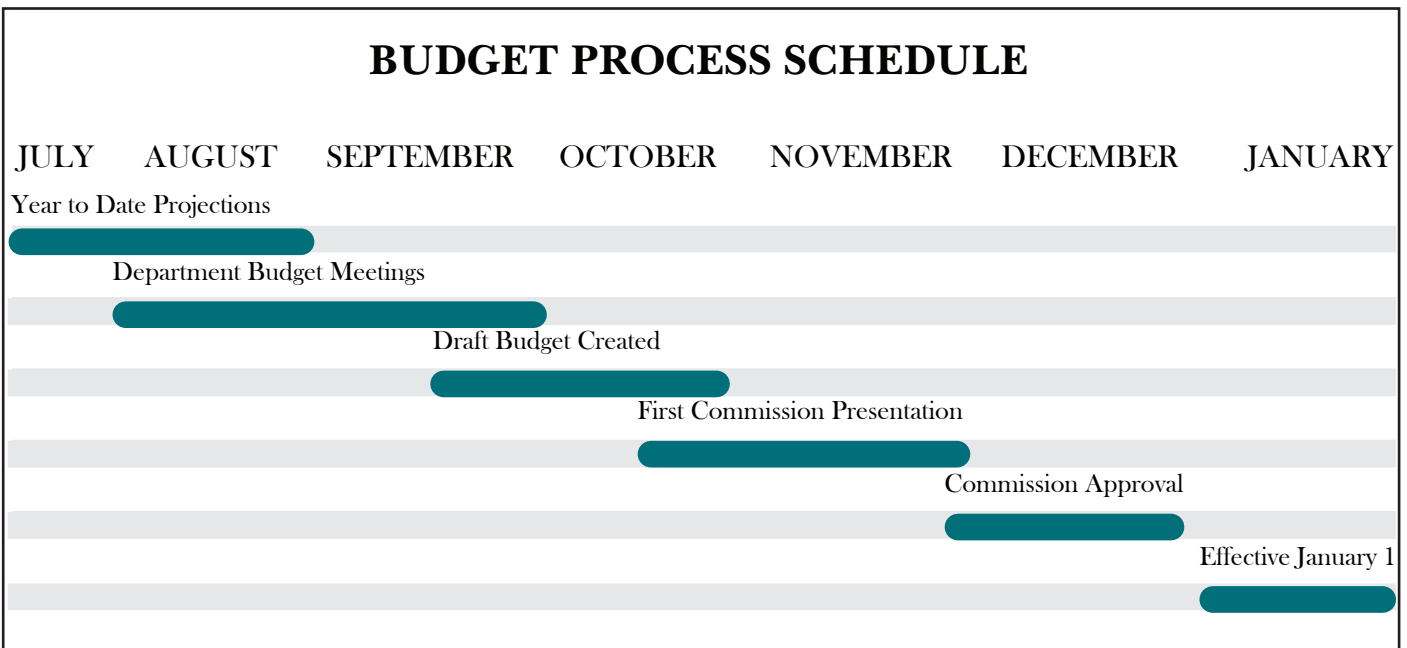 BUDGET PROCESS SCHEDULE
JULY AUGUST SEPTEMBER OCTOBER NOVEMBER DECEMBER JANUARY
Year to Date Projections
Department Budget Meetings
Draft Budget Created
First Commission Presentation
Commission Approval
Effective January 1